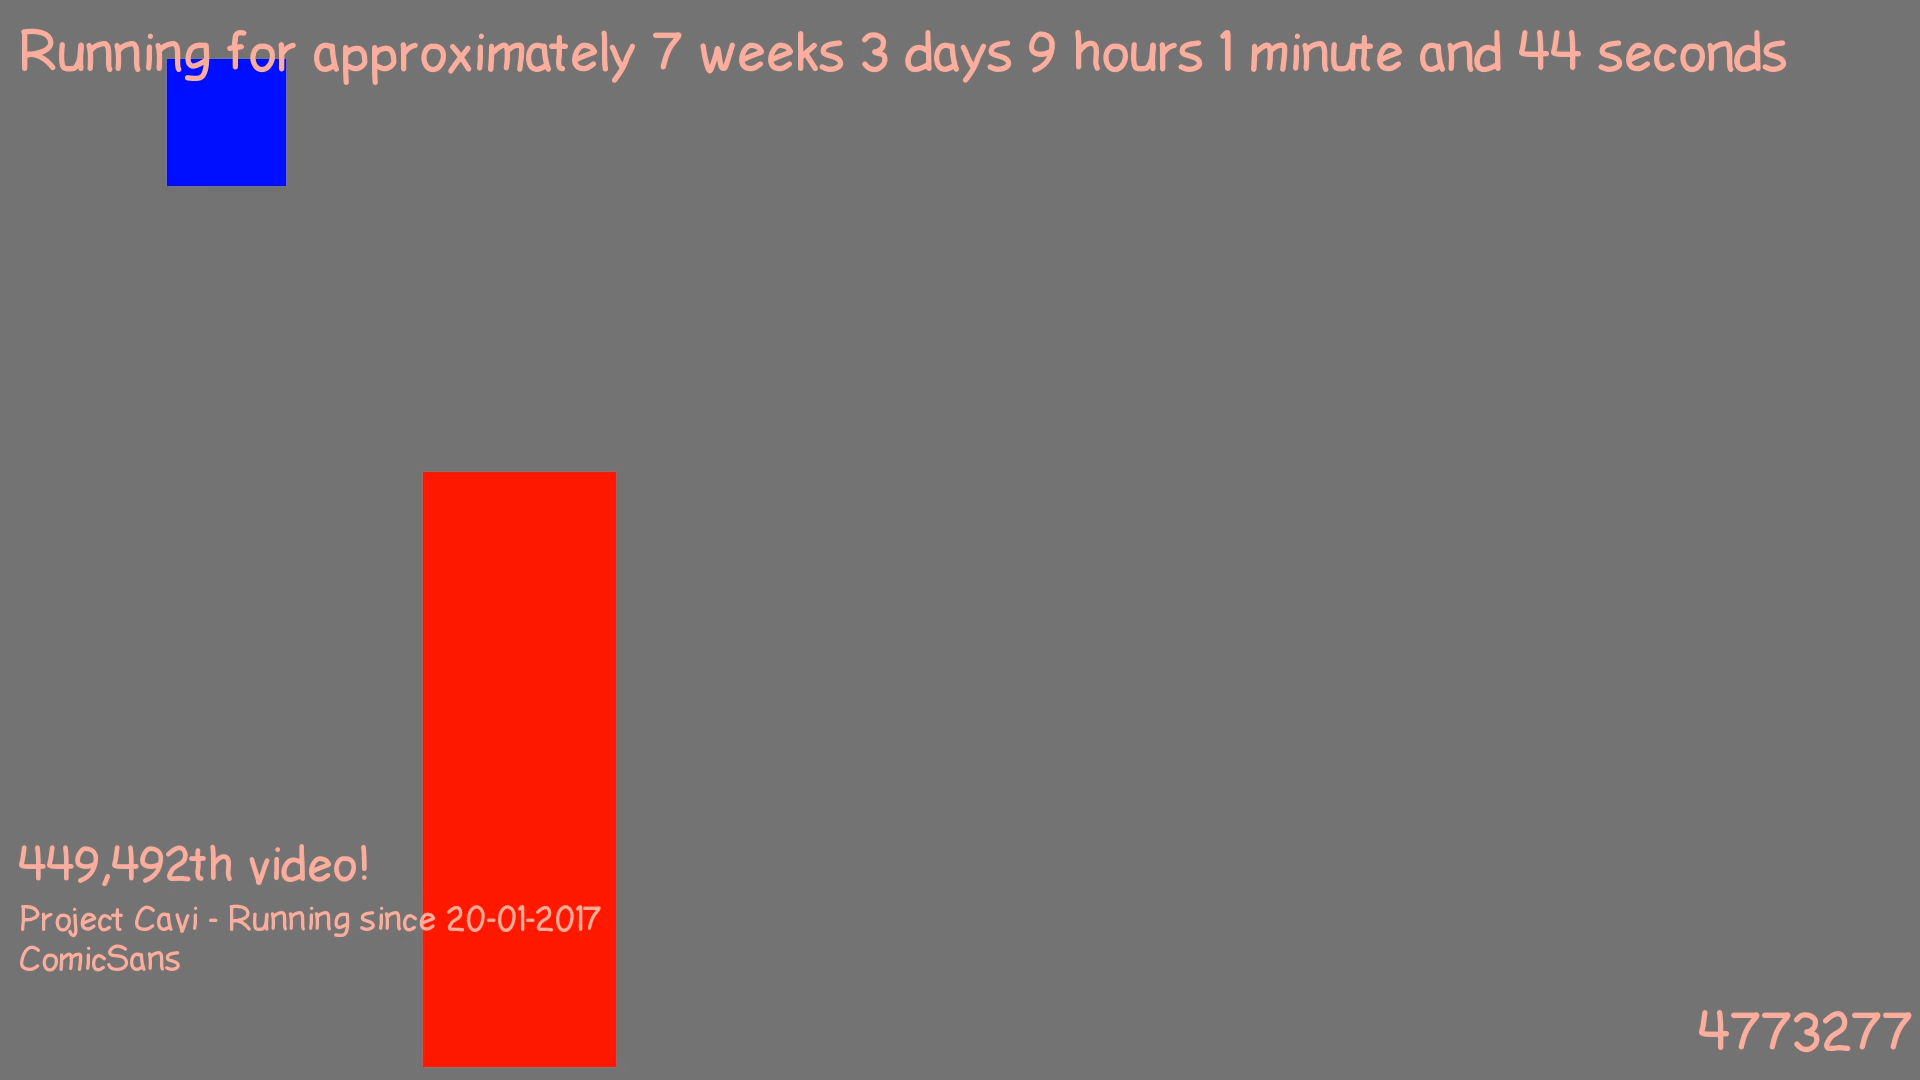 Running for approximately 7 weeks 3 days 9 hours 1 minute and 44 seconds
449,492th video!
Project Cavi - Running since 20-01-2017
ComicSans
4773277